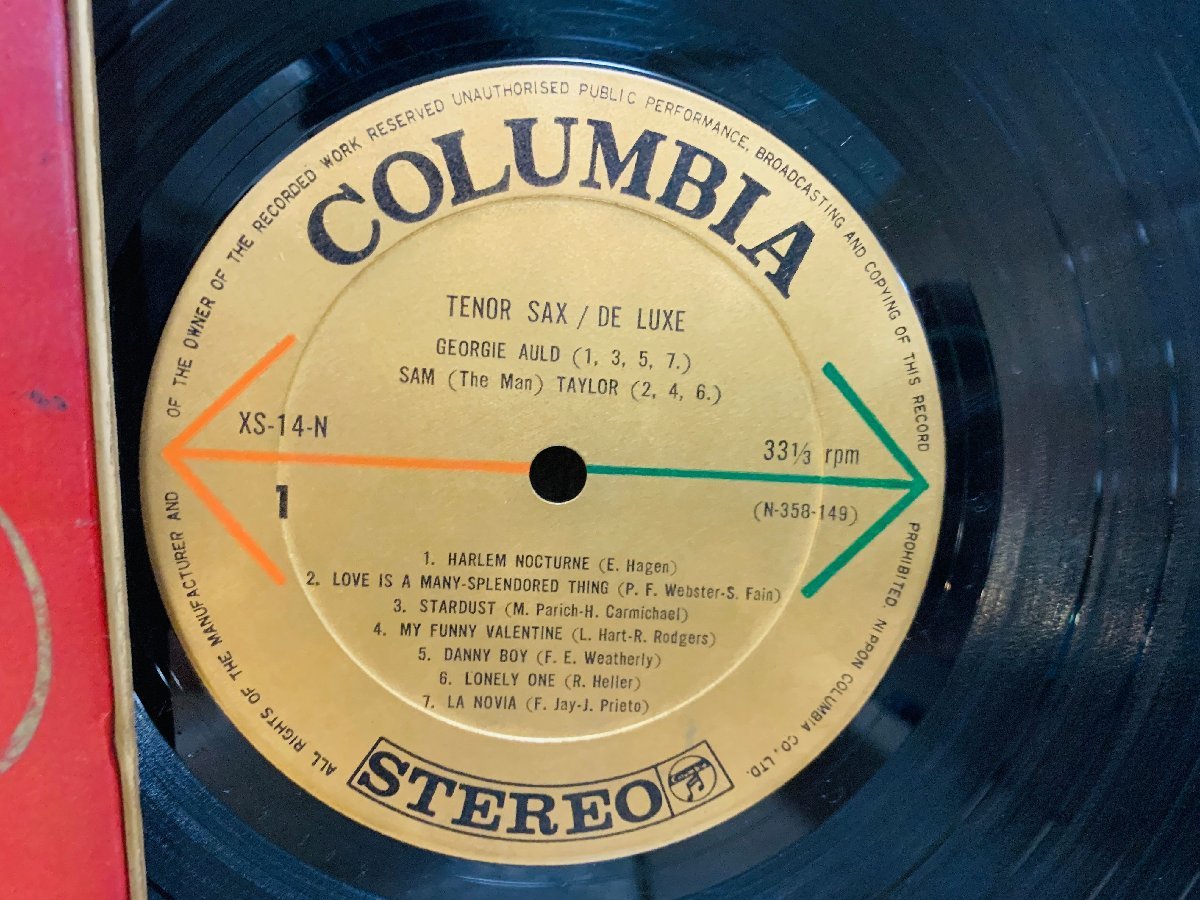 ALL RIGHTS OF THE MANUFACTURER AND OF THE OWNER OF THE RECORDED WORK RESERVED UNAUTHORISED PUBLIC PERFORMANCE, BROADCASTING AND COPYING OF THIS RECORD PROHIBITED. NIPPON COLUMBIA CO., LTD.
COLUMBIA
TENOR SAX / DE LUXE
GEORGIE AULD (1, 3, 5, 7.)
SAM (The Man) TAYLOR (2, 4, 6.)
XS-14-N
33⅓ rpm
1
(N-358-149)
1. HARLEM NOCTURNE (E. Hagen)
2. LOVE IS A MANY-SPLENDORED THING (P. F. Webster-S. Fain)
3. STARDUST (M. Parich-H. Carmichael)
4. MY FUNNY VALENTINE (L. Hart-R. Rodgers)
5. DANNY BOY (F. E. Weatherly)
6. LONELY ONE (R. Heller)
7. LA NOVIA (F. Jay-J. Prieto)
STEREO
Columbia